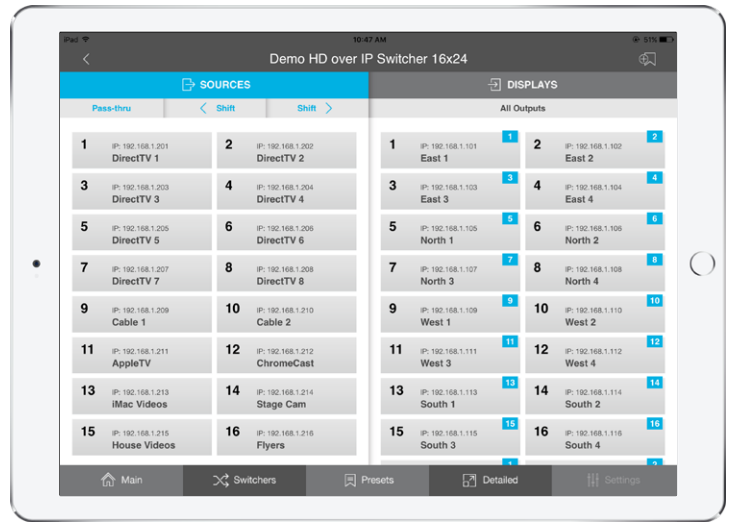 iPad 10:47 AM 51%
Demo HD over IP Switcher 16x24
SOURCES DISPLAYS
Pass-thru Shift Shift All Outputs
1 IP: 192.168.1.201 DirectTV 1
2 IP: 192.168.1.202 DirectTV 2
3 IP: 192.168.1.203 DirectTV 3
4 IP: 192.168.1.204 DirectTV 4
5 IP: 192.168.1.205 DirectTV 5
6 IP: 192.168.1.206 DirectTV 6
7 IP: 192.168.1.207 DirectTV 7
8 IP: 192.168.1.208 DirectTV 8
9 IP: 192.168.1.209 Cable 1
10 IP: 192.168.1.210 Cable 2
11 IP: 192.168.1.211 AppleTV
12 IP: 192.168.1.212 ChromeCast
13 IP: 192.168.1.213 iMac Videos
14 IP: 192.168.1.214 Stage Cam
15 IP: 192.168.1.215 House Videos
16 IP: 192.168.1.216 Flyers
1 IP: 192.168.1.101 East 1 1
2 IP: 192.168.1.102 East 2 2
3 IP: 192.168.1.103 East 3 3
4 IP: 192.168.1.104 East 4 4
5 IP: 192.168.1.105 North 1 5
6 IP: 192.168.1.106 North 2 6
7 IP: 192.168.1.107 North 3 7
8 IP: 192.168.1.108 North 4 8
9 IP: 192.168.1.109 West 1 9
10 IP: 192.168.1.110 West 2 10
11 IP: 192.168.1.111 West 3 11
12 IP: 192.168.1.112 West 4 12
13 IP: 192.168.1.113 South 1 13
14 IP: 192.168.1.114 South 2 14
15 IP: 192.168.1.115 South 3 15
16 IP: 192.168.1.116 South 4 16
Main Switchers Presets Detailed Settings